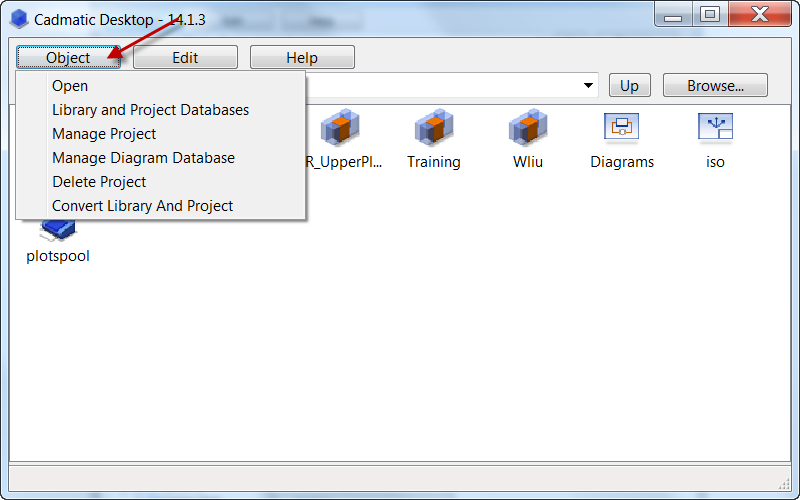 Cadmatic Desktop - 14.1.3
Object Edit Help
Open
Up Browse...
Library and Project Databases
Manage Project
Manage Diagram Database
Delete Project
Convert Library And Project
R_UpperPl... Training Wliu Diagrams iso
plotspool